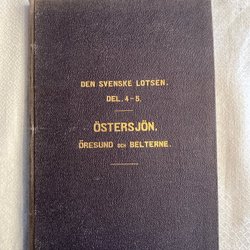 DEN SVENSKE LOTSEN.
DEL. 4-5.
ÖSTERSJÖN.
ÖRESUND OCH BELTERNE.